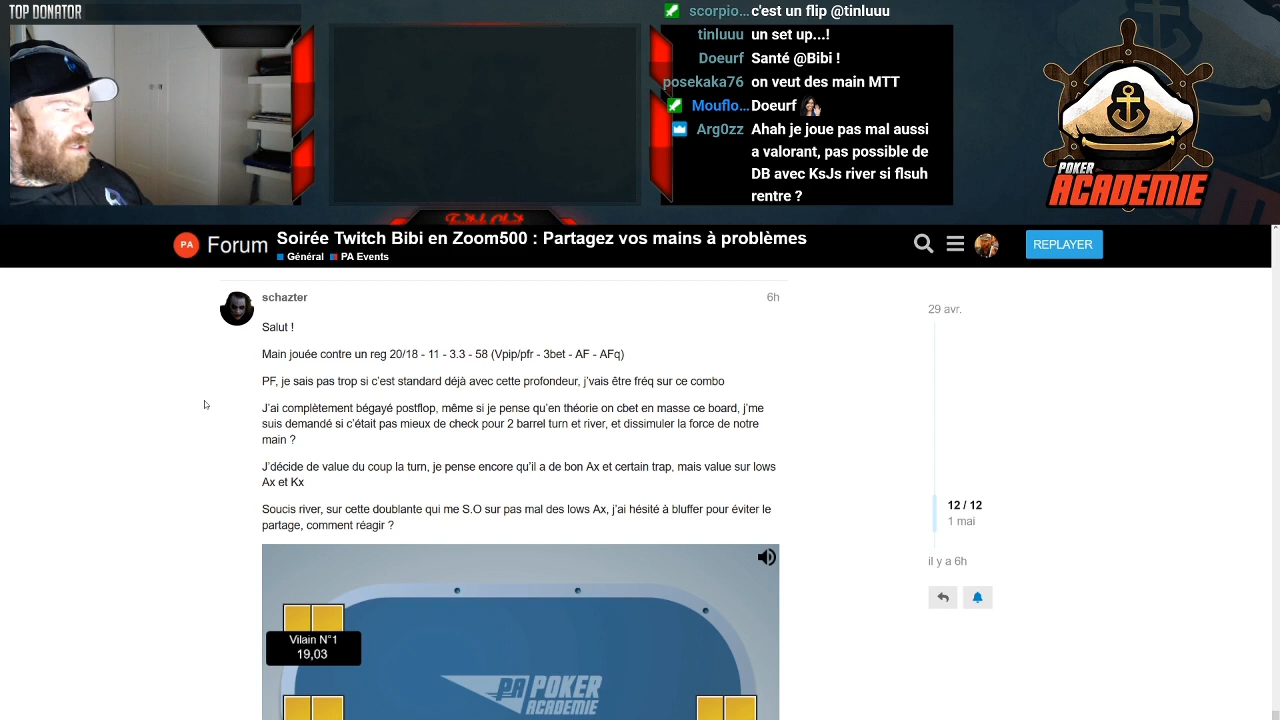 TOP DONATOR
scorpio... c'est un flip @tinluuu
tinluuu un set up...!
Doeurf Santé @Bibi !
posekaka76 on veut des main MTT
Mouflo... Doeurf
Arg0zz Ahah je joue pas mal aussi
a valorant, pas possible de
DB avec KsJs river si flsuh
rentre ?
POKER
ACADEMIE
PA
Forum
Soirée Twitch Bibi en Zoom500 : Partagez vos mains à problèmes
Général PA Events
REPLAYER
schazter
6h
Salut !
Main jouée contre un reg 20/18 - 11 - 3.3 - 58 (Vpip/pfr - 3bet - AF - AFq)
PF, je sais pas trop si c'est standard déjà avec cette profondeur, j'vais être fréq sur ce combo
J'ai complètement bégayé postflop, même si je pense qu'en théorie on cbet en masse ce board, j'me
suis demandé si c'était pas mieux de check pour 2 barrel turn et river, et dissimuler la force de notre
main ?
J'décide de value du coup la turn, je pense encore qu'il a de bon Ax et certain trap, mais value sur lows
Ax et Kx
Soucis river, sur cette doublante qui me S.O sur pas mal des lows Ax, j'ai hésité à bluffer pour éviter le
partage, comment réagir ?
29 avr.
12 / 12
1 mai
il y a 6h
Vilain N°1
19,03
PA POKER
ACADEMIE